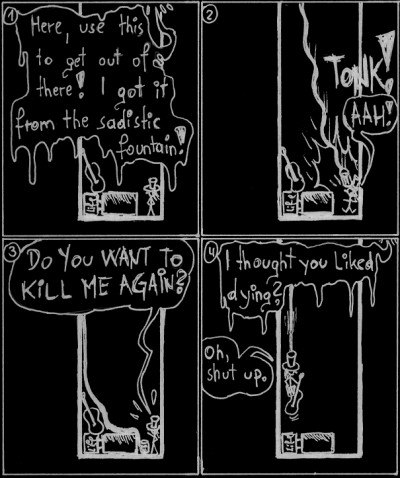 1
Here, use this
to get out of
there! I got it
from the sadistic
fountain!
2
TONK!
AAH!
3
DO YOU WANT TO
KILL ME AGAIN?
4
I thought you liked
dying?
Oh,
shut up.